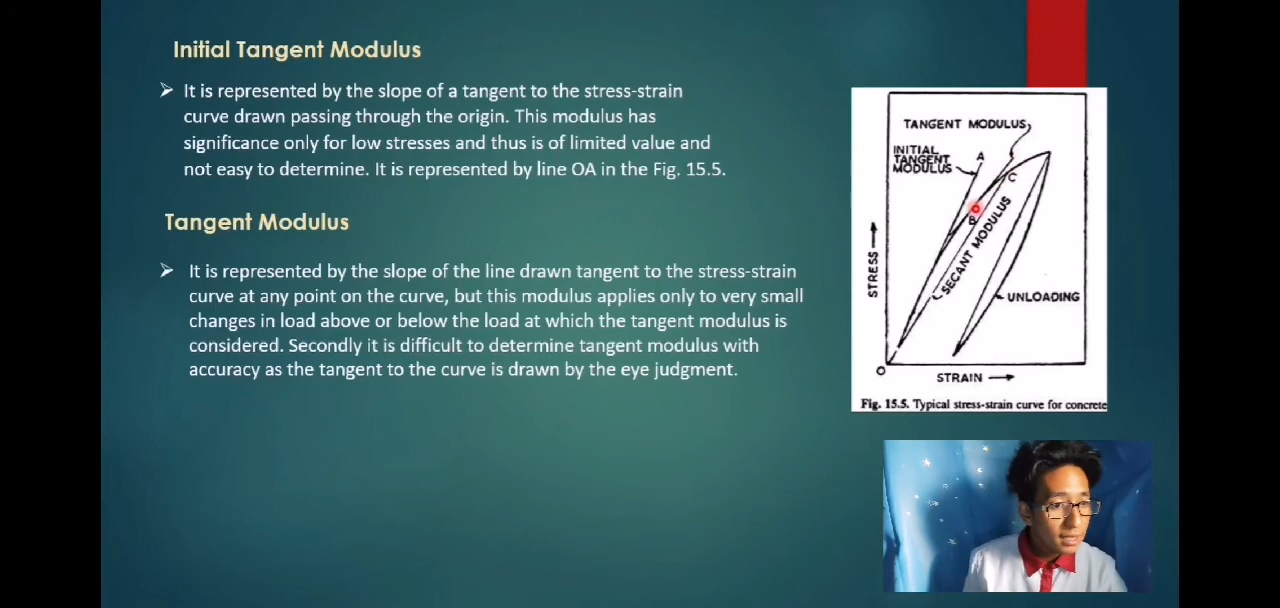 Initial Tangent Modulus
➢ It is represented by the slope of a tangent to the stress-strain
curve drawn passing through the origin. This modulus has
significance only for low stresses and thus is of limited value and
not easy to determine. It is represented by line OA in the Fig. 15.5.
Tangent Modulus
➢ It is represented by the slope of the line drawn tangent to the stress-strain
curve at any point on the curve, but this modulus applies only to very small
changes in load above or below the load at which the tangent modulus is
considered. Secondly it is difficult to determine tangent modulus with
accuracy as the tangent to the curve is drawn by the eye judgment.
TANGENT MODULUS
INITIAL
TANGENT
MODULUS
A
C
B
SECANT MODULUS
STRESS
UNLOADING
O
STRAIN
Fig. 15.5. Typical stress-strain curve for concrete